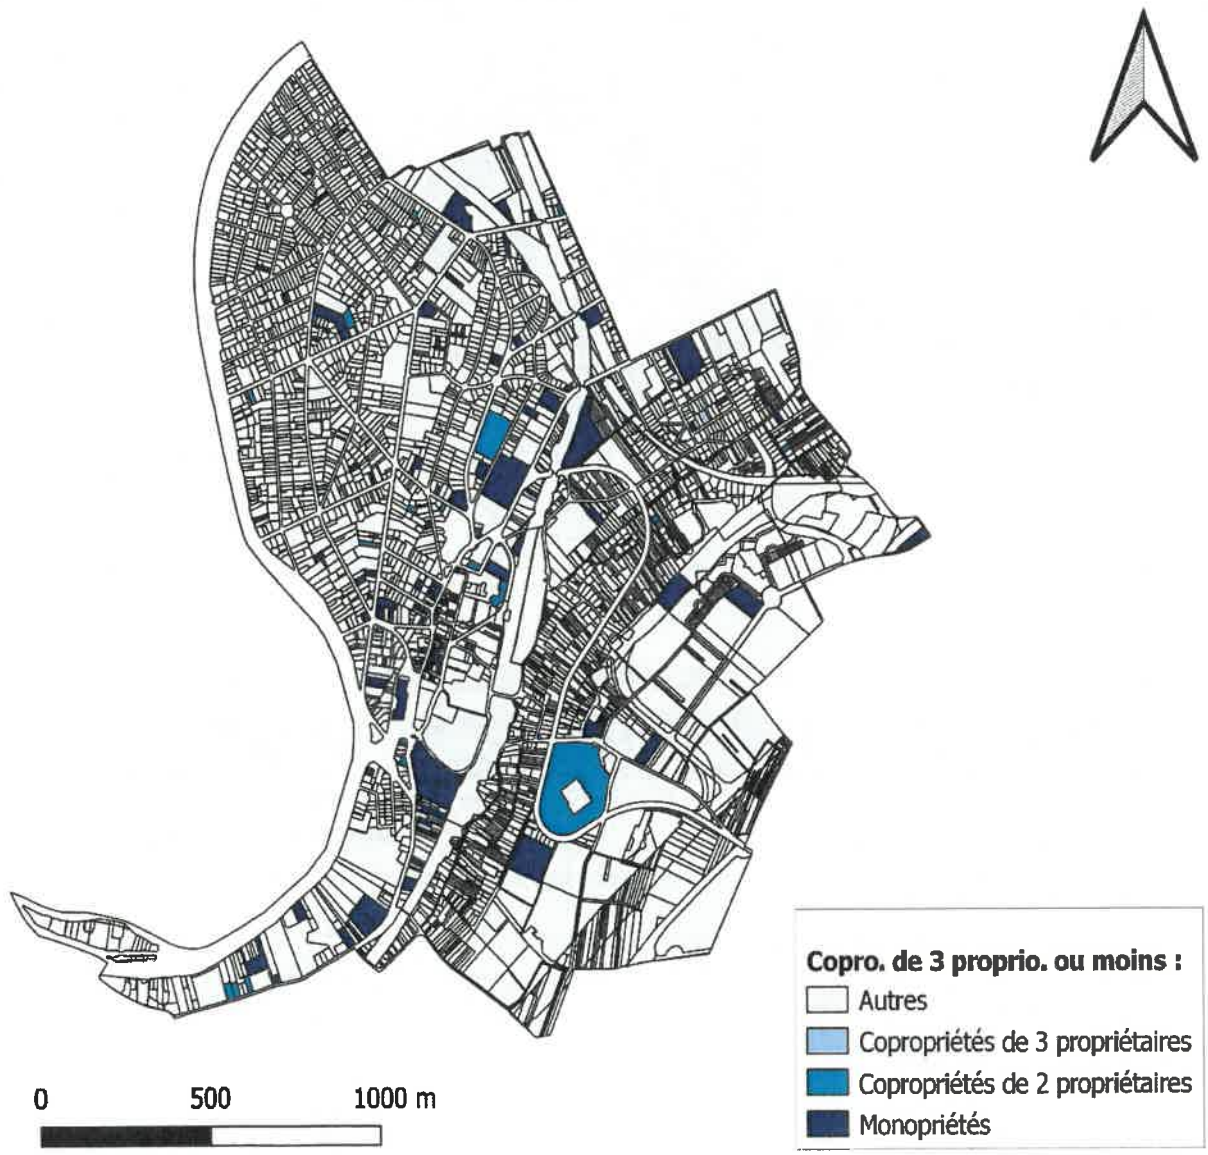 Copro. de 3 proprio. ou moins :
Autres
Copropriétés de 3 propriétaires
Copropriétés de 2 propriétaires
Monopriétés
0 500 1000 m